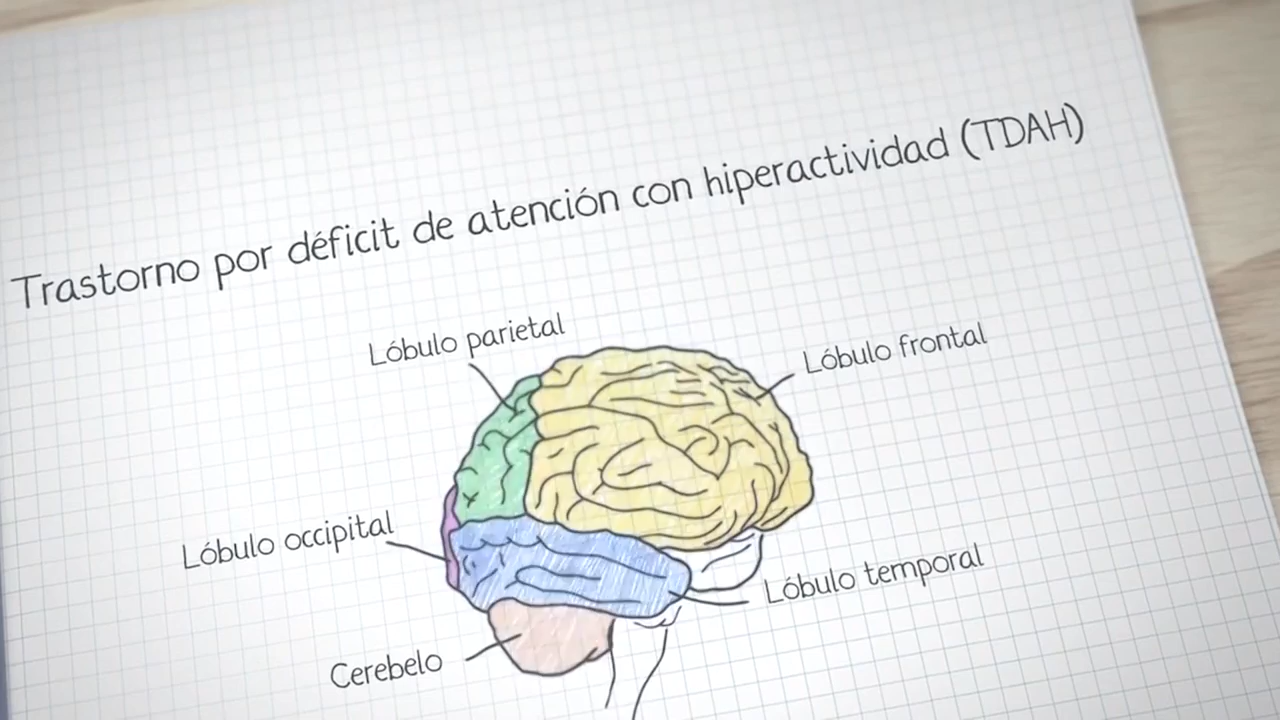 Trastorno por déficit de atención con hiperactividad (TDAH)
Lóbulo parietal
Lóbulo frontal
Lóbulo occipital
Lóbulo temporal
Cerebelo